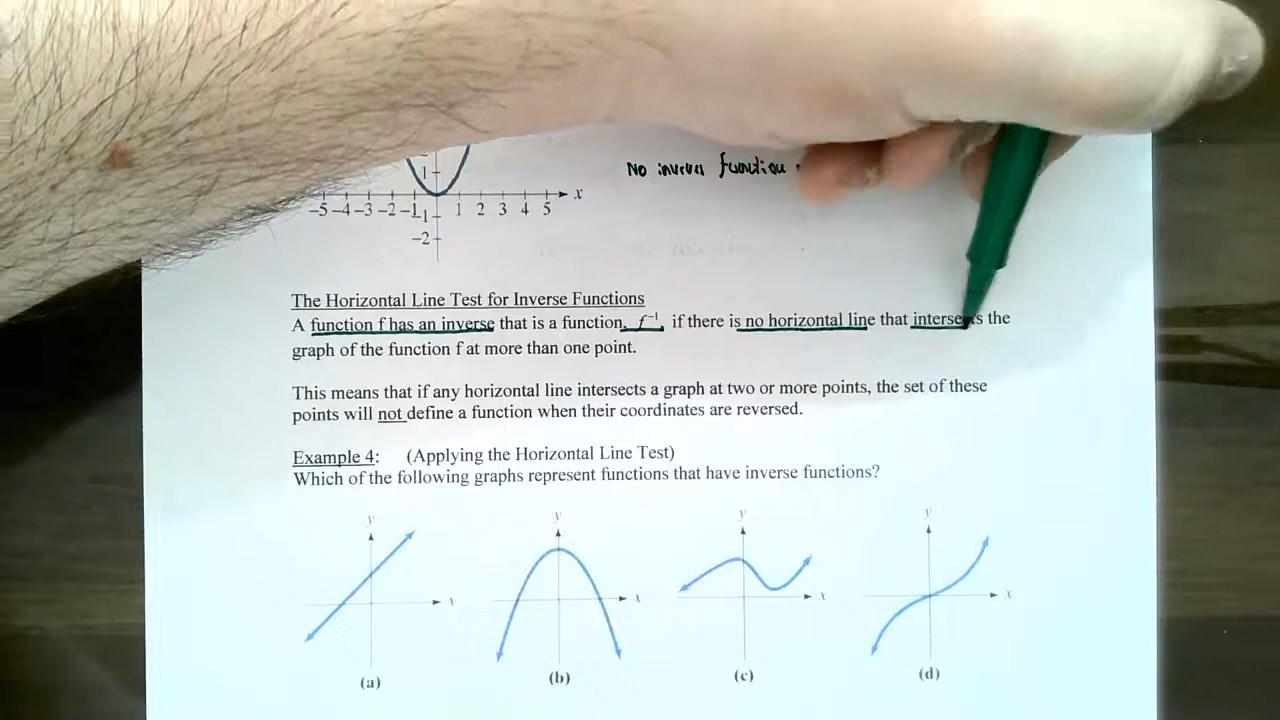 No inverse function
1
x
-5 -4 -3 -2 -1 1 2 3 4 5
-1
-2
The Horizontal Line Test for Inverse Functions
A function f has an inverse that is a function, f⁻¹, if there is no horizontal line that intersects the
graph of the function f at more than one point.
This means that if any horizontal line intersects a graph at two or more points, the set of these
points will not define a function when their coordinates are reversed.
Example 4: (Applying the Horizontal Line Test)
Which of the following graphs represent functions that have inverse functions?
y y y y
x x x x
(a) (b) (c) (d)